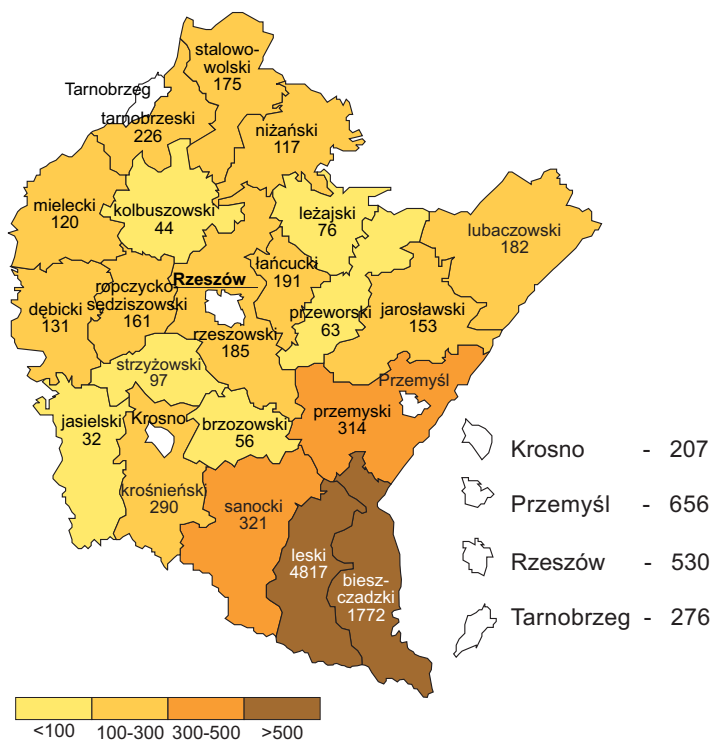 stalowo-
wolski
175
Tarnobrzeg
tarnobrzeski
226
niżański
117
mielecki
120
kolbuszowski
44
leżajski
76
lubaczowski
182
Rzeszów
łańcucki
191
ropczycko-
sędziszowski
161
dębicki
131
przeworski
63
jarosławski
153
rzeszowski
185
strzyżowski
97
Przemyśl
przemyski
314
jasielski
32
Krosno
brzozowski
56
krośnieński
290
sanocki
321
leski
4817
biesz-
czadzki
1772
Krosno - 207
Przemyśl - 656
Rzeszów - 530
Tarnobrzeg - 276
<100 100-300 300-500 >500